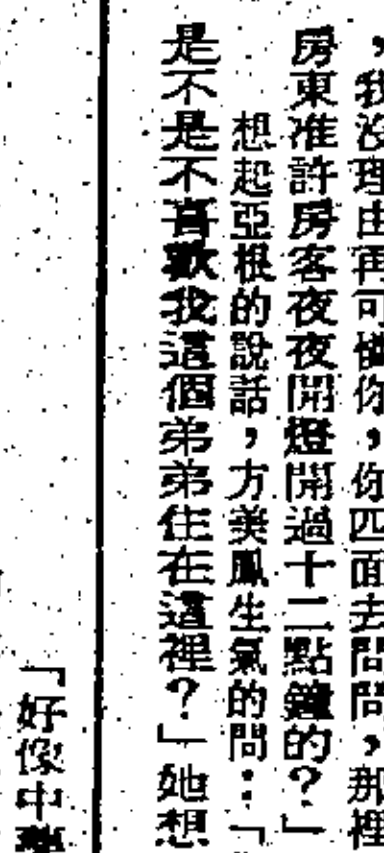 ，我沒理由再可憐你，你四面去問問，那裡
房東准許房客夜夜開燈開過十二點鐘的？」
想起亞根的說話，方美鳳生氣的問：「
是不是不喜歡我這個弟弟住在這裡？」她想
「好像中